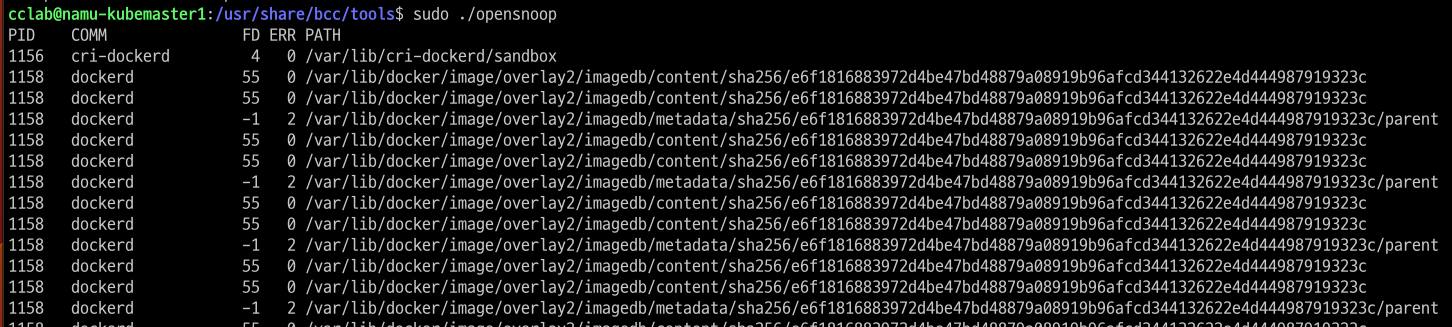 cclab@namu-kubemaster1:/usr/share/bcc/tools$ sudo ./opensnoop
PID    COMM               FD ERR PATH
1156   cri-dockerd         4   0 /var/lib/cri-dockerd/sandbox
1158   dockerd            55   0 /var/lib/docker/image/overlay2/imagedb/content/sha256/e6f1816883972d4be47bd48879a08919b96afcd344132622e4d444987919323c
1158   dockerd            55   0 /var/lib/docker/image/overlay2/imagedb/content/sha256/e6f1816883972d4be47bd48879a08919b96afcd344132622e4d444987919323c
1158   dockerd            -1   2 /var/lib/docker/image/overlay2/imagedb/metadata/sha256/e6f1816883972d4be47bd48879a08919b96afcd344132622e4d444987919323c/parent
1158   dockerd            55   0 /var/lib/docker/image/overlay2/imagedb/content/sha256/e6f1816883972d4be47bd48879a08919b96afcd344132622e4d444987919323c
1158   dockerd            55   0 /var/lib/docker/image/overlay2/imagedb/content/sha256/e6f1816883972d4be47bd48879a08919b96afcd344132622e4d444987919323c
1158   dockerd            -1   2 /var/lib/docker/image/overlay2/imagedb/metadata/sha256/e6f1816883972d4be47bd48879a08919b96afcd344132622e4d444987919323c/parent
1158   dockerd            55   0 /var/lib/docker/image/overlay2/imagedb/content/sha256/e6f1816883972d4be47bd48879a08919b96afcd344132622e4d444987919323c
1158   dockerd            55   0 /var/lib/docker/image/overlay2/imagedb/content/sha256/e6f1816883972d4be47bd48879a08919b96afcd344132622e4d444987919323c
1158   dockerd            -1   2 /var/lib/docker/image/overlay2/imagedb/metadata/sha256/e6f1816883972d4be47bd48879a08919b96afcd344132622e4d444987919323c/parent
1158   dockerd            55   0 /var/lib/docker/image/overlay2/imagedb/content/sha256/e6f1816883972d4be47bd48879a08919b96afcd344132622e4d444987919323c
1158   dockerd            55   0 /var/lib/docker/image/overlay2/imagedb/content/sha256/e6f1816883972d4be47bd48879a08919b96afcd344132622e4d444987919323c
1158   dockerd            -1   2 /var/lib/docker/image/overlay2/imagedb/metadata/sha256/e6f1816883972d4be47bd48879a08919b96afcd344132622e4d444987919323c/parent